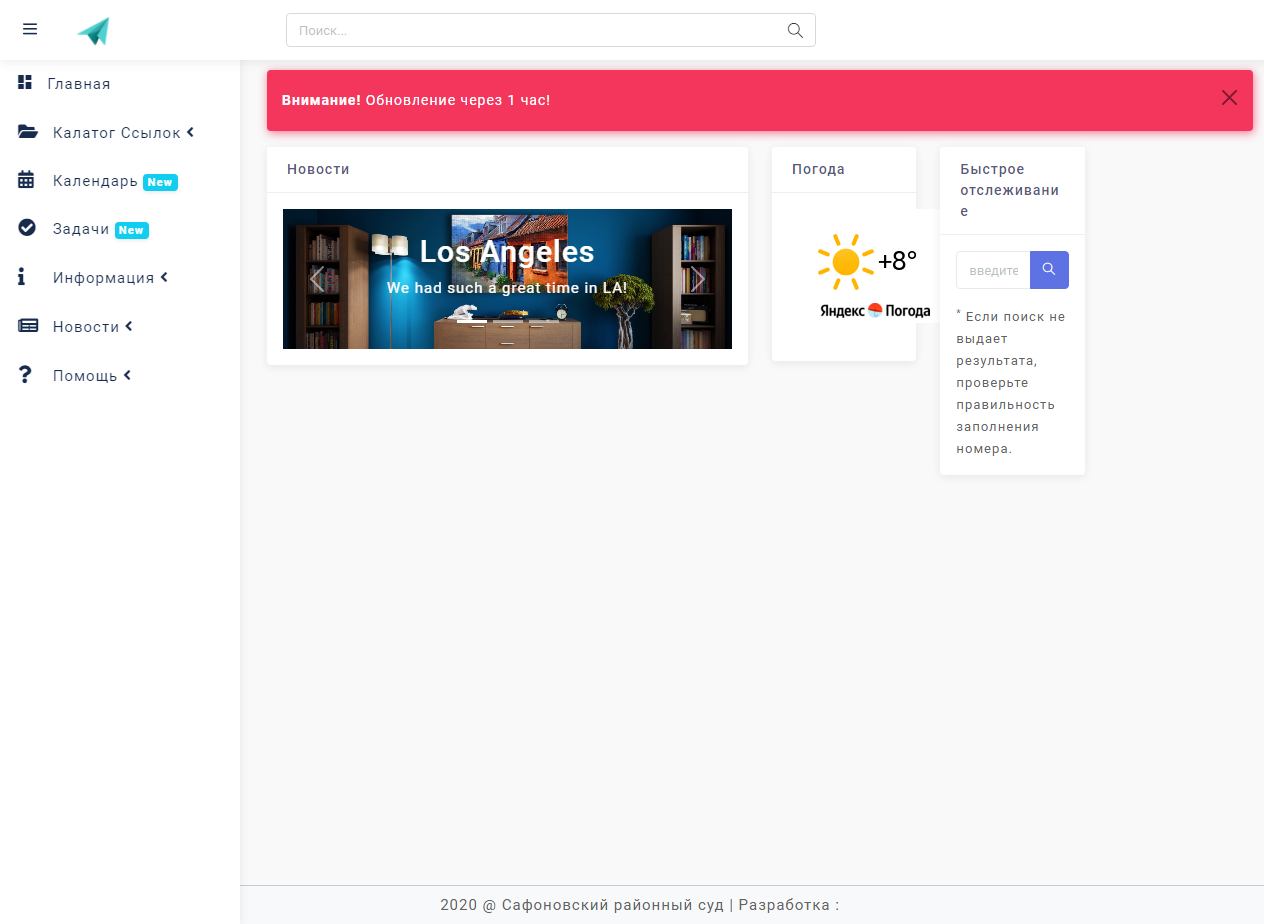 Поиск...
Главная
Калатог Ссылок
Календарь New
Задачи New
Информация
Новости
Помощь
Внимание! Обновление через 1 час!
Новости
Los Angeles
We had such a great time in LA!
Погода
+8°
Яндекс Погода
Быстрое
отслеживани
е
введите
* Если поиск не
выдает
результата,
проверьте
правильность
заполнения
номера.
2020 @ Сафоновский районный суд | Разработка :